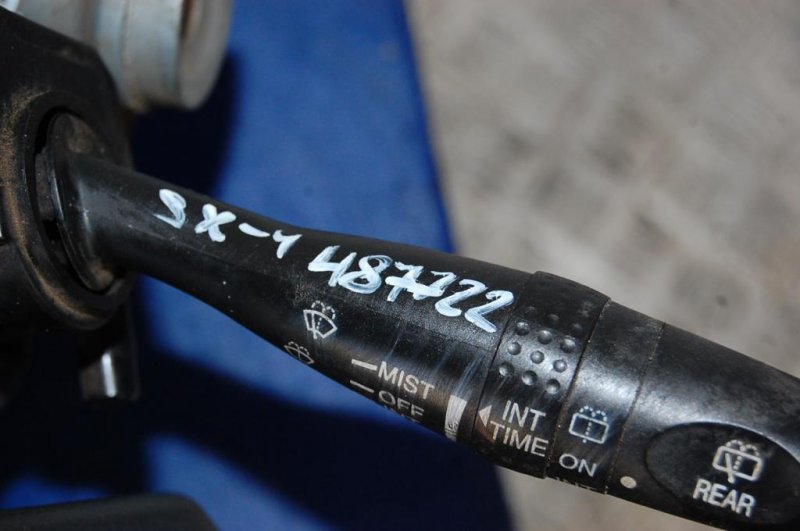 SX-4
487722
MIST
OFF
INT
TIME
ON
REAR